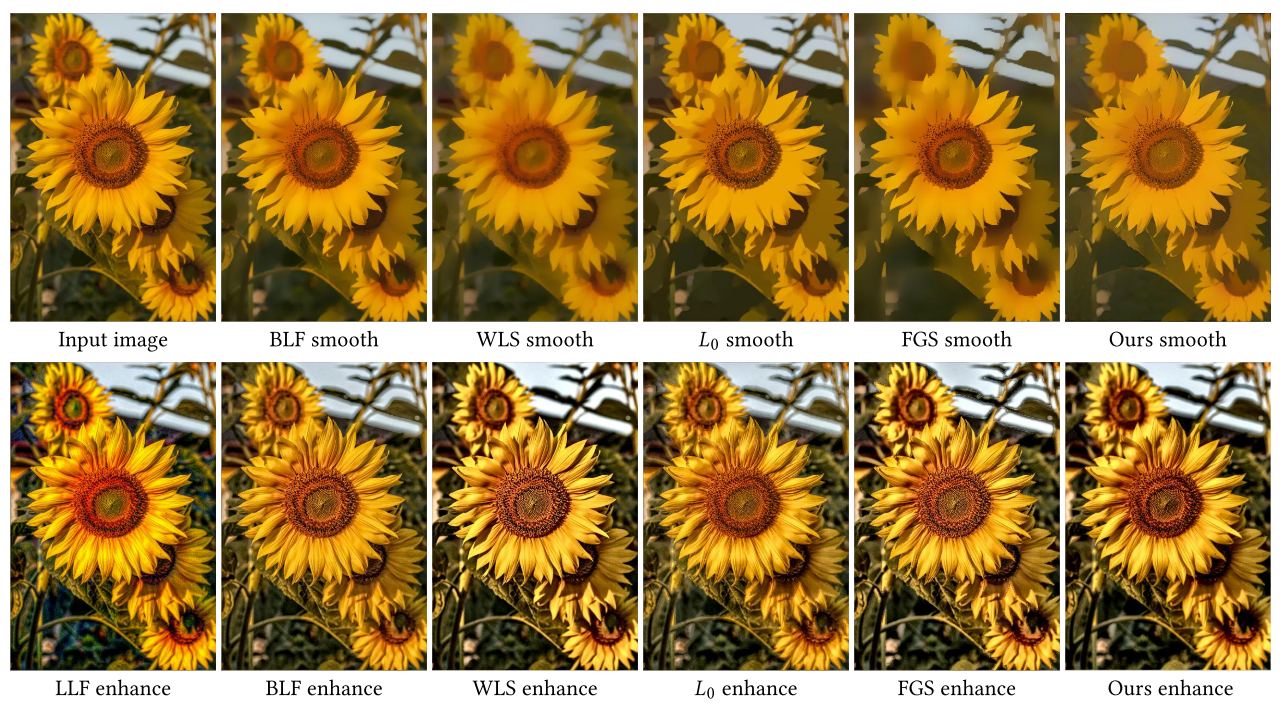 Input image
BLF smooth
WLS smooth
L₀ smooth
FGS smooth
Ours smooth
LLF enhance
BLF enhance
WLS enhance
L₀ enhance
FGS enhance
Ours enhance